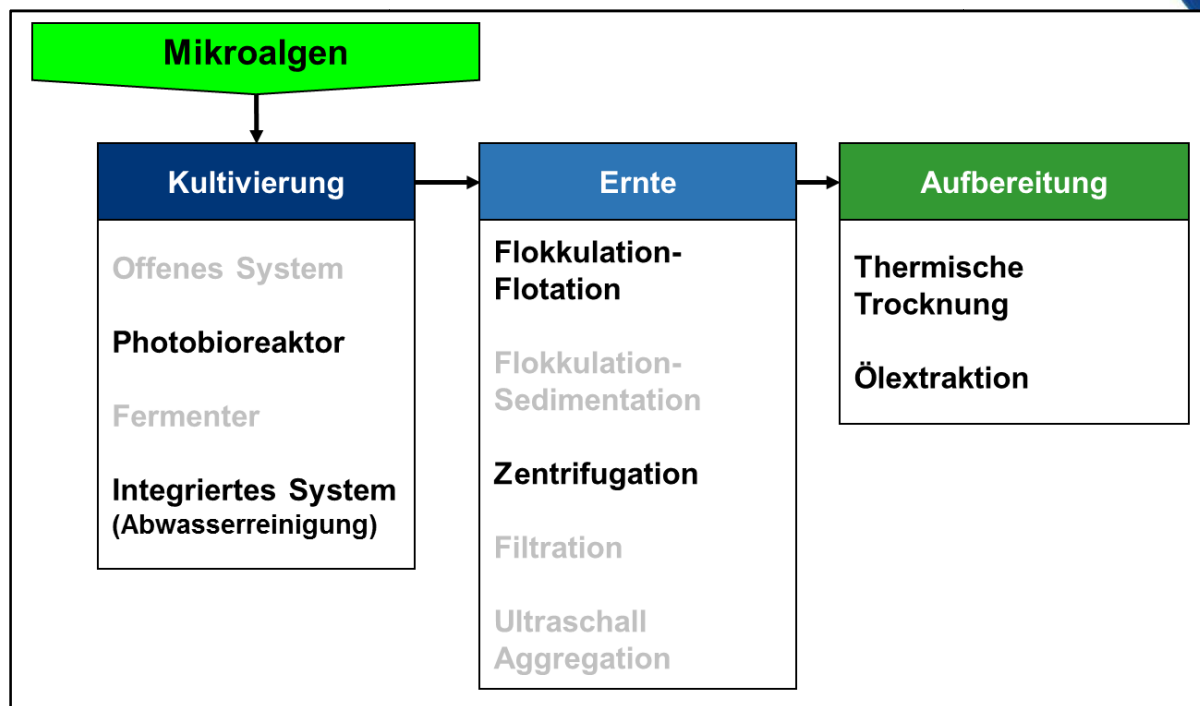 Mikroalgen
Kultivierung
Offenes System
Photobioreaktor
Fermenter
Integriertes System
(Abwasserreinigung)
Ernte
Flokkulation-
Flotation
Flokkulation-
Sedimentation
Zentrifugation
Filtration
Ultraschall
Aggregation
Aufbereitung
Thermische
Trocknung
Ölextraktion